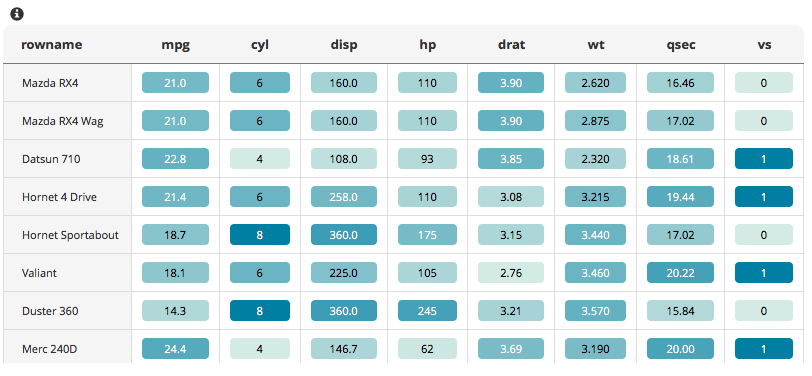 rowname mpg cyl disp hp drat wt qsec vs
Mazda RX4 21.0 6 160.0 110 3.90 2.620 16.46 0
Mazda RX4 Wag 21.0 6 160.0 110 3.90 2.875 17.02 0
Datsun 710 22.8 4 108.0 93 3.85 2.320 18.61 1
Hornet 4 Drive 21.4 6 258.0 110 3.08 3.215 19.44 1
Hornet Sportabout 18.7 8 360.0 175 3.15 3.440 17.02 0
Valiant 18.1 6 225.0 105 2.76 3.460 20.22 1
Duster 360 14.3 8 360.0 245 3.21 3.570 15.84 0
Merc 240D 24.4 4 146.7 62 3.69 3.190 20.00 1